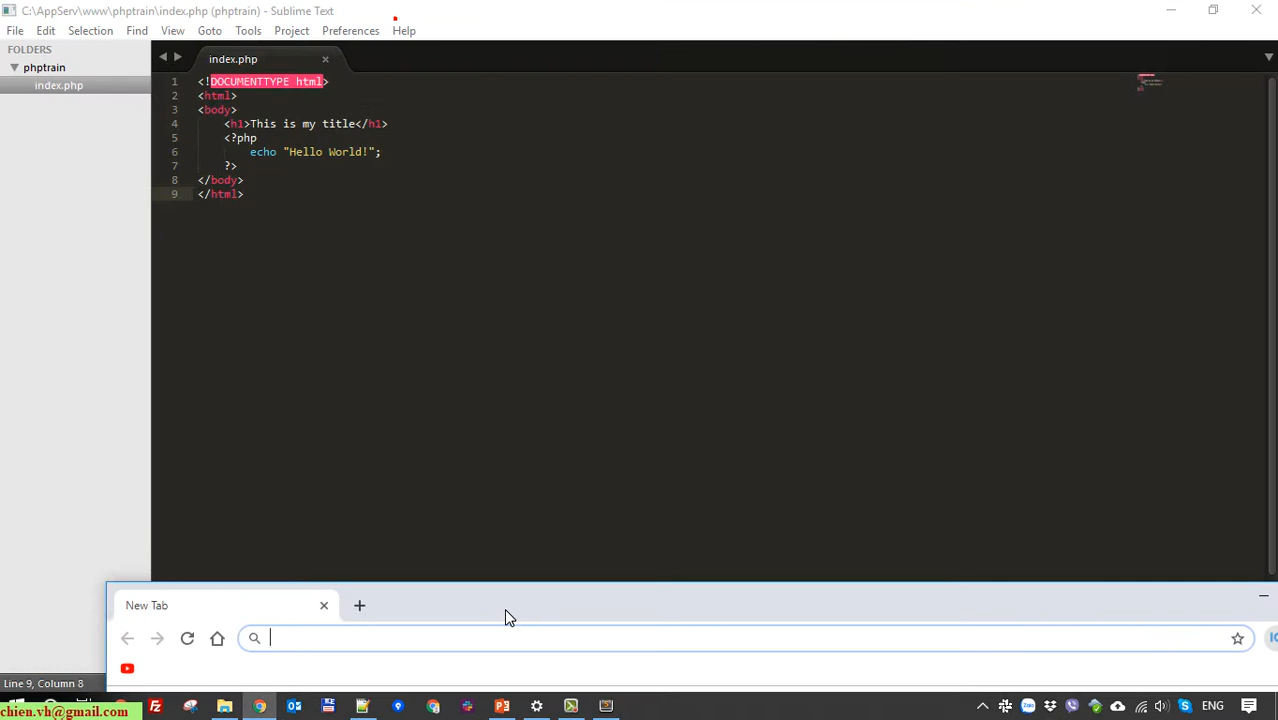 C:\AppServ\www\phptrain\index.php (phptrain) - Sublime Text
File Edit Selection Find View Goto Tools Project Preferences Help
FOLDERS
phptrain
index.php
index.php
1 <!DOCUMENTTYPE html>
2 <html>
3 <body>
4 <h1>This is my title</h1>
5 <?php
6 echo "Hello World!";
7 ?>
8 </body>
9 </html>
New Tab
Line 9, Column 8
chien.vh@gmail.com
Zalo
ENG